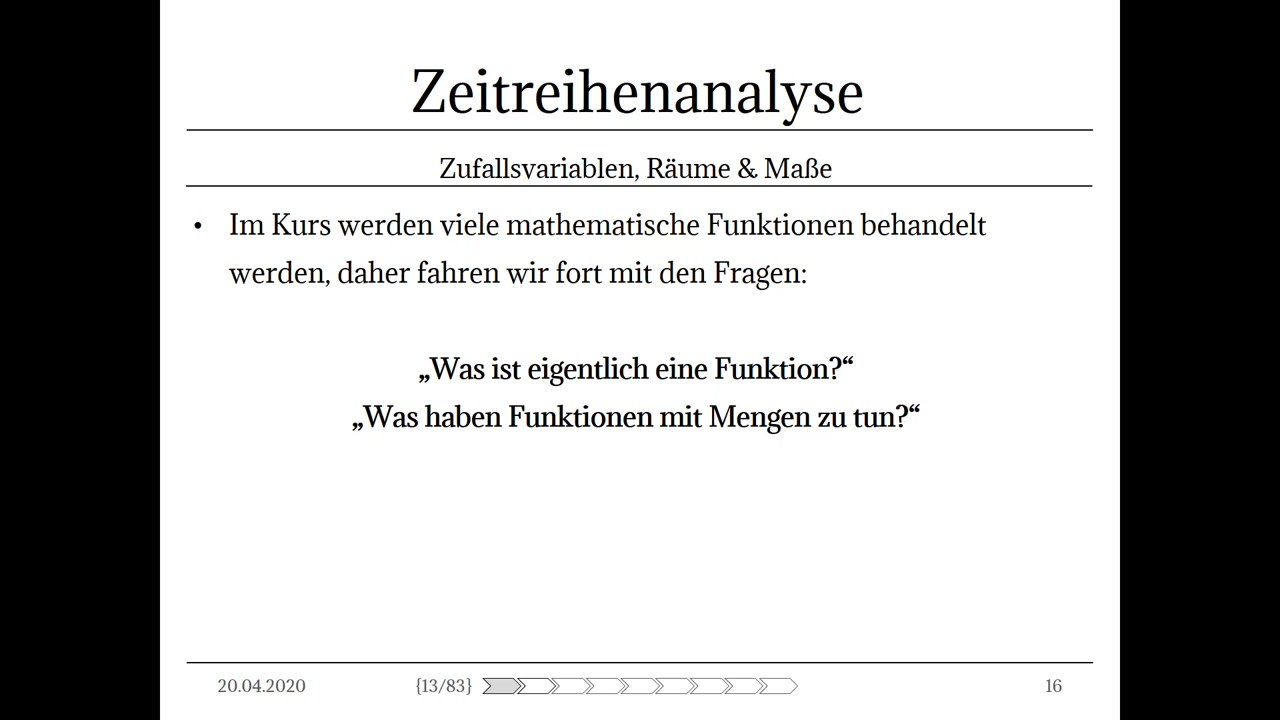 Zeitreihenanalyse
Zufallsvariablen, Räume & Maße
• Im Kurs werden viele mathematische Funktionen behandelt
werden, daher fahren wir fort mit den Fragen:
„Was ist eigentlich eine Funktion?“
„Was haben Funktionen mit Mengen zu tun?“
20.04.2020 {13/83} 16